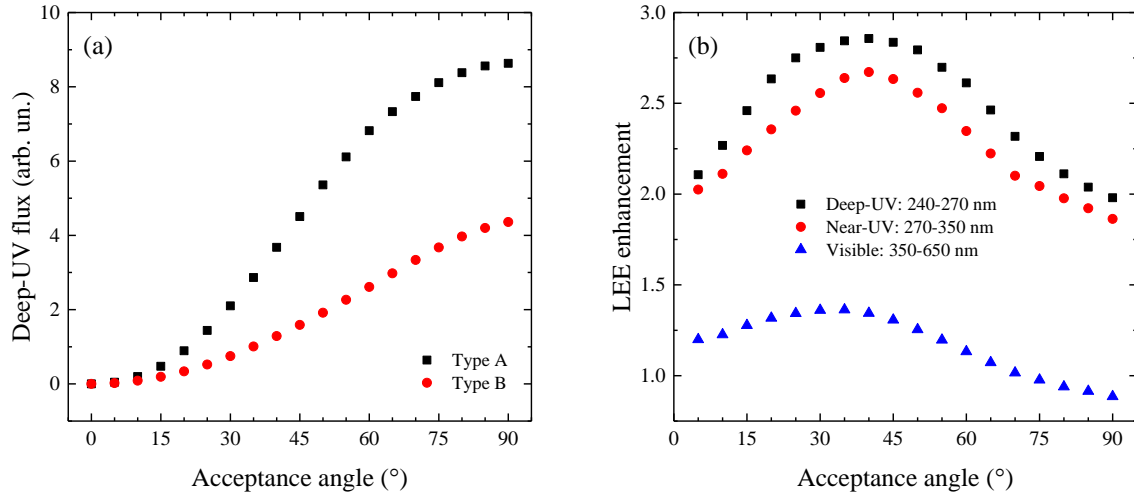 (a)
Deep-UV flux (arb. un.)
10
8
6
4
2
0
Type A
Type B
0 15 30 45 60 75 90
Acceptance angle (°)
(b)
LEE enhancement
3.0
2.5
2.0
1.5
1.0
Deep-UV: 240-270 nm
Near-UV: 270-350 nm
Visible: 350-650 nm
0 15 30 45 60 75 90
Acceptance angle (°)